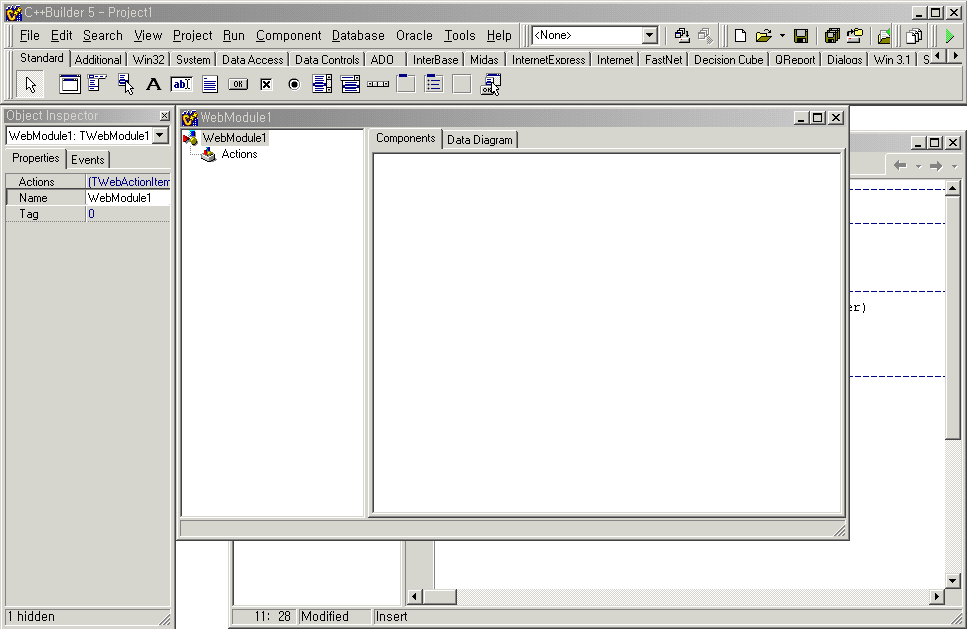 C++Builder 5 - Project1
File Edit Search View Project Run Component Database Oracle Tools Help <None>
Standard Additional Win32 System Data Access Data Controls ADO InterBase Midas InternetExpress Internet FastNet Decision Cube QReport Dialogs Win 3.1 S
A ab OK
OK
Object Inspector
WebModule1: TWebModule1
Properties Events
Actions (TWebActionItem
Name WebModule1
Tag 0
1 hidden
WebModule1
WebModule1
Actions
Components Data Diagram
er)
11: 28 Modified Insert